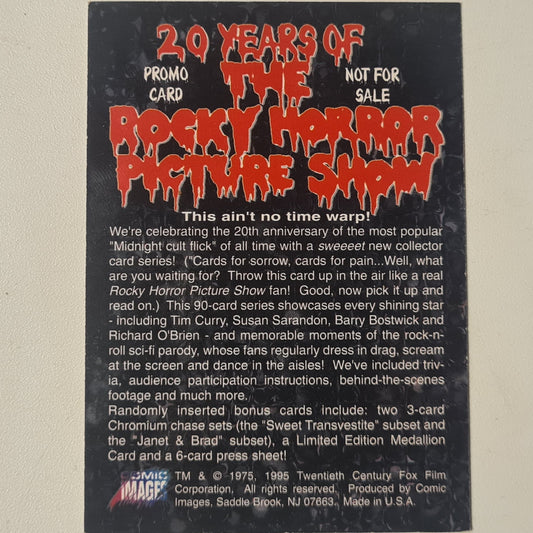 20 YEARS OF
PROMO CARD
THE
NOT FOR SALE
ROCKY HORROR
PICTURE SHOW
This ain't no time warp!
We're celebrating the 20th anniversary of the most popular
"Midnight cult flick" of all time with a sweeeet new collector
card series! ("Cards for sorrow, cards for pain...Well, what
are you waiting for? Throw this card up in the air like a real
Rocky Horror Picture Show fan! Good, now pick it up and
read on.) This 90-card series showcases every shining star
- including Tim Curry, Susan Sarandon, Barry Bostwick and
Richard O'Brien - and memorable moments of the rock-n-
roll sci-fi parody, whose fans regularly dress in drag, scream
at the screen and dance in the aisles! We've included triv-
ia, audience participation instructions, behind-the-scenes
footage and much more.
Randomly inserted bonus cards include: two 3-card
Chromium chase sets (the "Sweet Transvestite" subset and
the "Janet & Brad" subset), a Limited Edition Medallion
Card and a 6-card press sheet!
COMIC IMAGES
TM & © 1975, 1995 Twentieth Century Fox Film
Corporation, All rights reserved. Produced by Comic
Images, Saddle Brook, NJ 07663. Made in U.S.A.